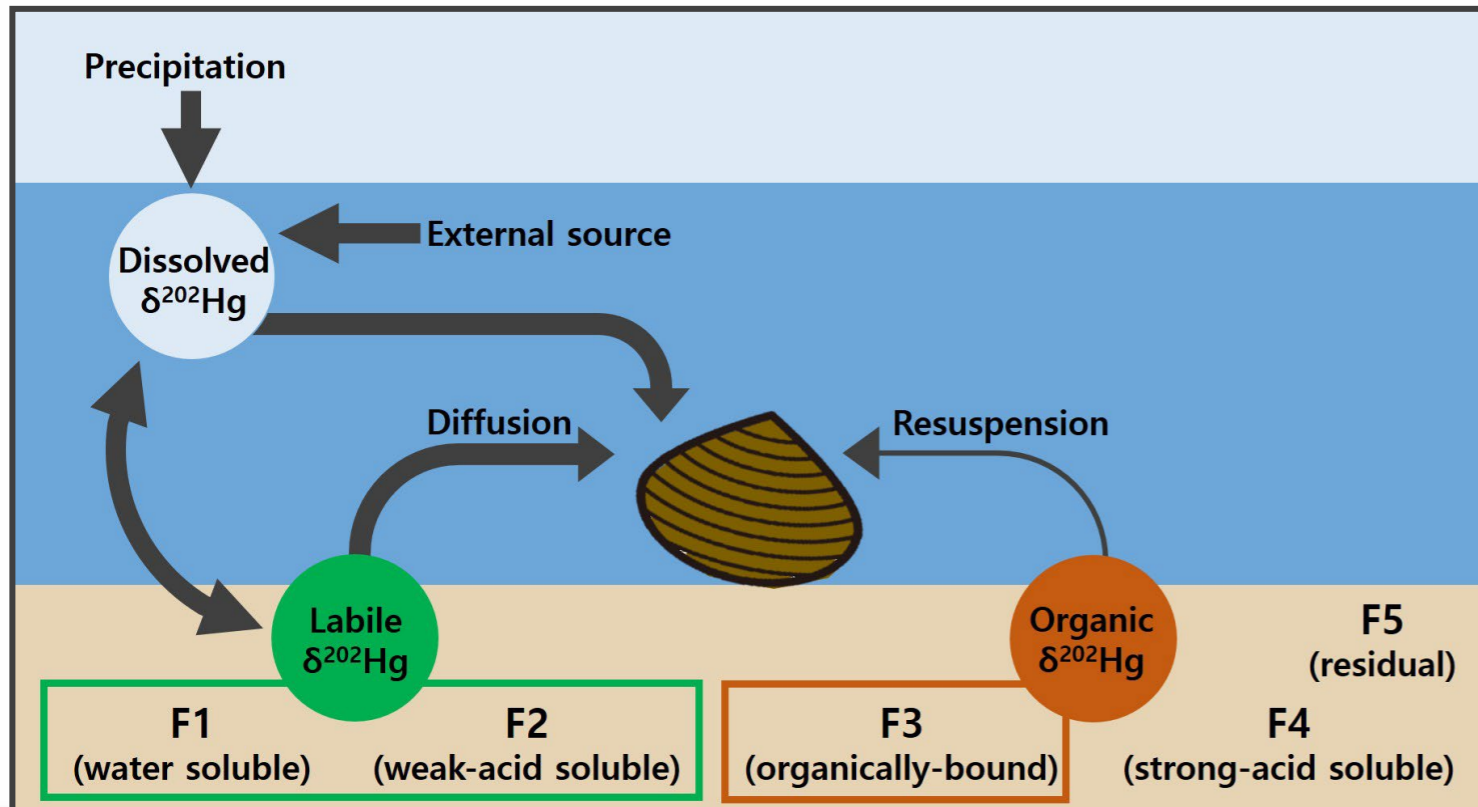 Precipitation
External source
Dissolved
δ²⁰²Hg
Diffusion
Resuspension
Labile
δ²⁰²Hg
Organic
δ²⁰²Hg
F5
(residual)
F1
(water soluble)
F2
(weak-acid soluble)
F3
(organically-bound)
F4
(strong-acid soluble)